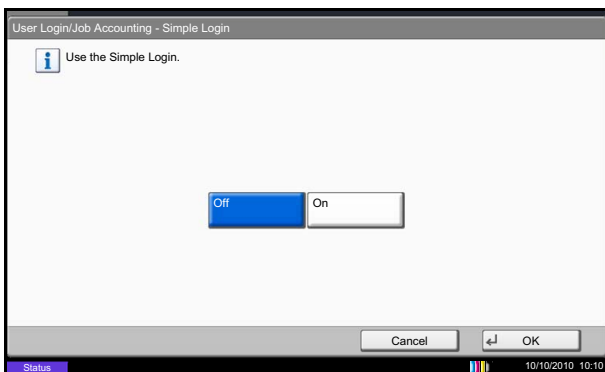 User Login/Job Accounting - Simple Login
Use the Simple Login.
Off
On
Cancel
OK
Status
10/10/2010 10:10